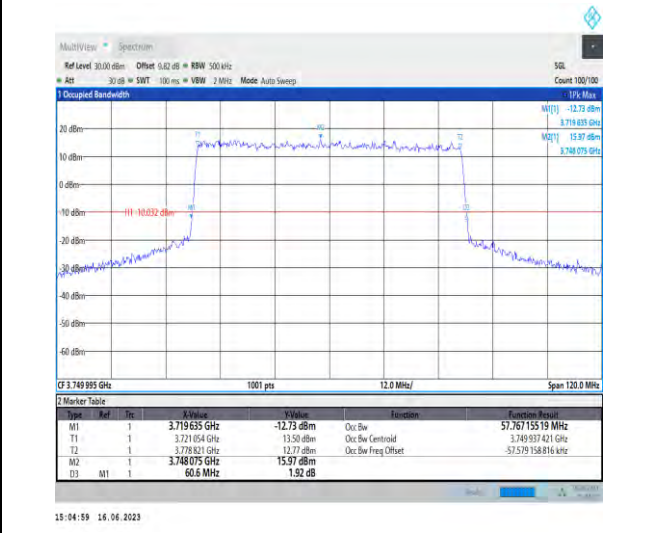 MultiView Spectrum
Ref Level 30.00 dBm Offset 9.82 dB RBW 500 kHz SGL
Att 30 dB SWT 100 ms VBW 2 MHz Mode Auto Sweep Count 100/100
1 Occupied Bandwidth 1Pk Max
M1[1] -12.73 dBm
3.719 635 GHz
M2[1] 15.97 dBm
3.748 075 GHz
20 dBm
10 dBm
0 dBm
-10 dBm H1 -10.032 dBm
-20 dBm
-30 dBm
-40 dBm
-50 dBm
-60 dBm
CF 3.749 995 GHz 1001 pts 12.0 MHz/ Span 120.0 MHz
2 Marker Table
Type Ref Trc X-Value Y-Value Function Function Result
M1 1 3.719 635 GHz -12.73 dBm Occ Bw 57.767 155 19 MHz
T1 1 3.721 054 GHz 13.50 dBm Occ Bw Centroid 3.749 937 421 GHz
T2 1 3.778 821 GHz 12.77 dBm Occ Bw Freq Offset -57.579 158 816 kHz
M2 1 3.748 075 GHz 15.97 dBm
D3 M1 1 60.6 MHz 1.92 dB
15:04:59 16.06.2023